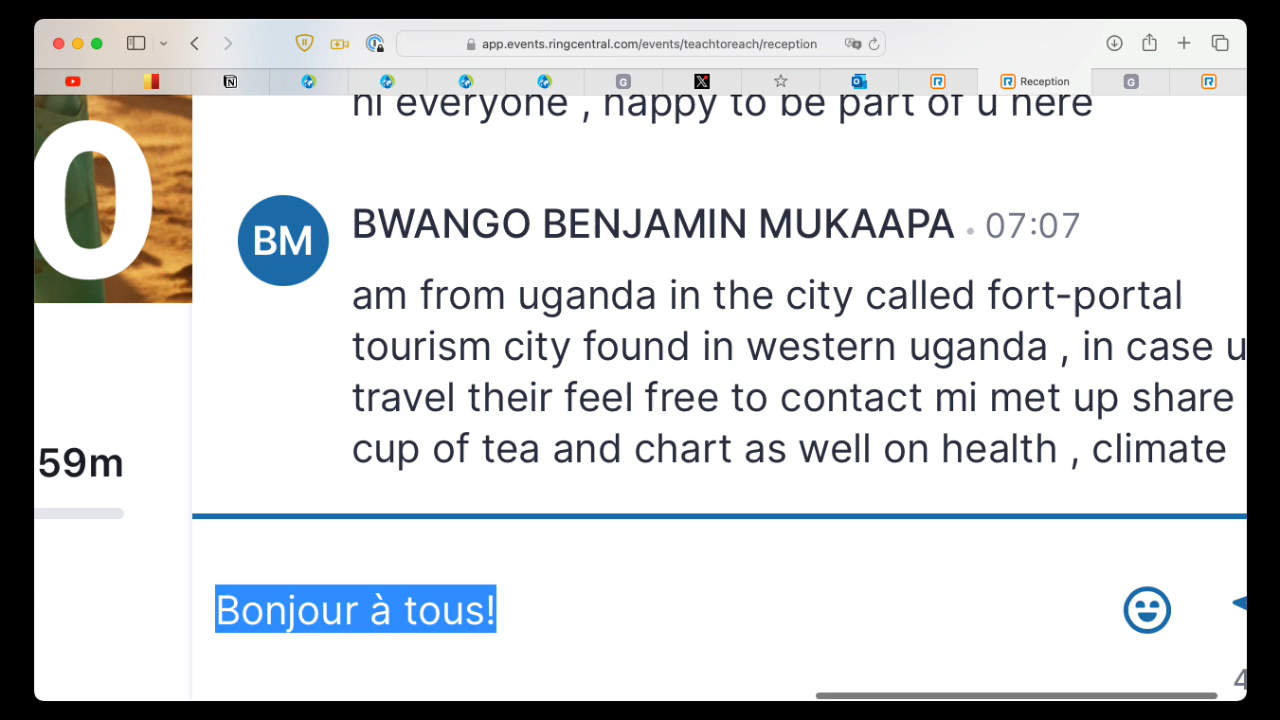 app.events.ringcentral.com/events/teachtoreach/reception
Reception
hi everyone , happy to be part of u here
BM
BWANGO BENJAMIN MUKAAPA • 07:07
am from uganda in the city called fort-portal
tourism city found in western uganda , in case u
travel their feel free to contact mi met up share
cup of tea and chart as well on health , climate
0
59m
Bonjour à tous!
4